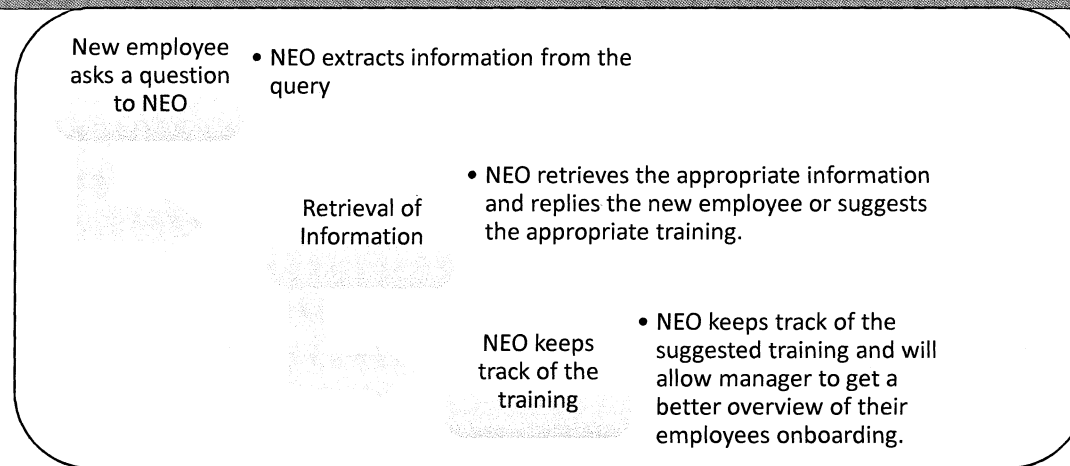 New employee
asks a question
to NEO
• NEO extracts information from the
query
Retrieval of
Information
• NEO retrieves the appropriate information
and replies the new employee or suggests
the appropriate training.
NEO keeps
track of the
training
• NEO keeps track of the
suggested training and will
allow manager to get a
better overview of their
employees onboarding.